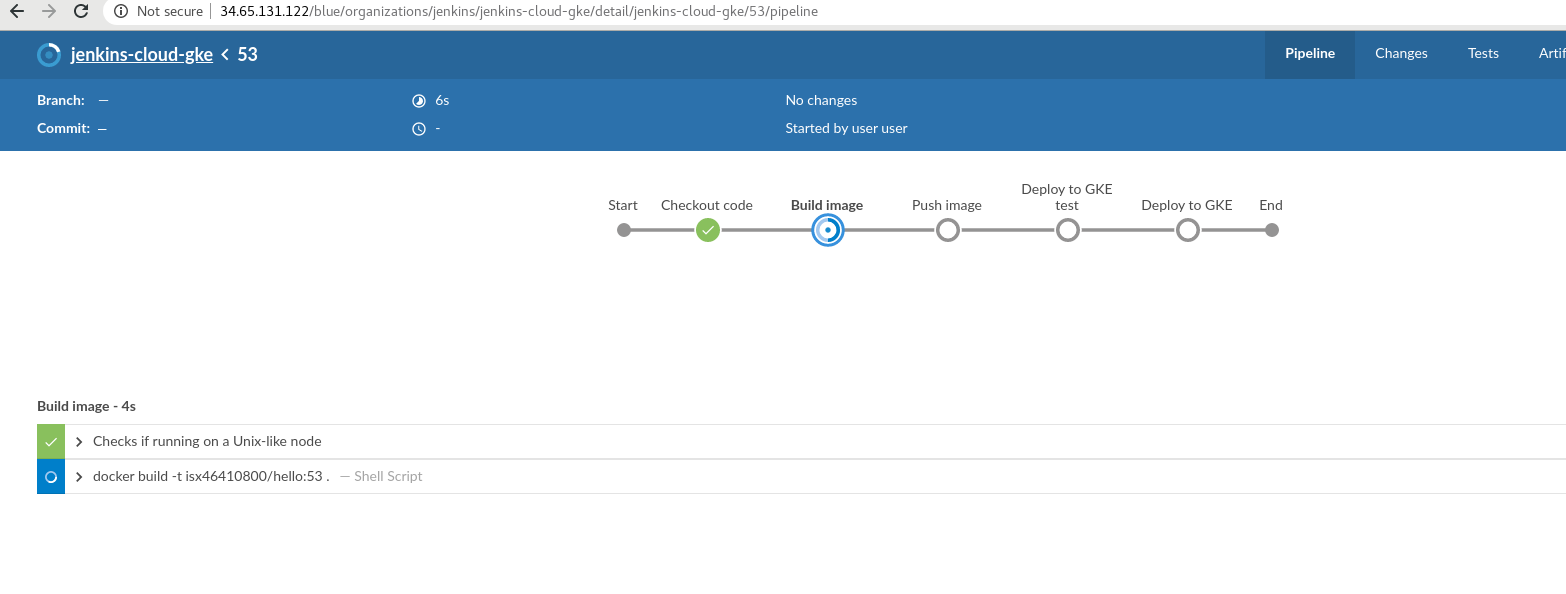 Not secure | 34.65.131.122/blue/organizations/jenkins/jenkins-cloud-gke/detail/jenkins-cloud-gke/53/pipeline
jenkins-cloud-gke < 53 Pipeline Changes Tests Artif
Branch: — 6s No changes
Commit: — - Started by user user
Deploy to GKE
Start Checkout code Build image Push image test Deploy to GKE End
Build image - 4s
Checks if running on a Unix-like node
docker build -t isx46410800/hello:53 . — Shell Script